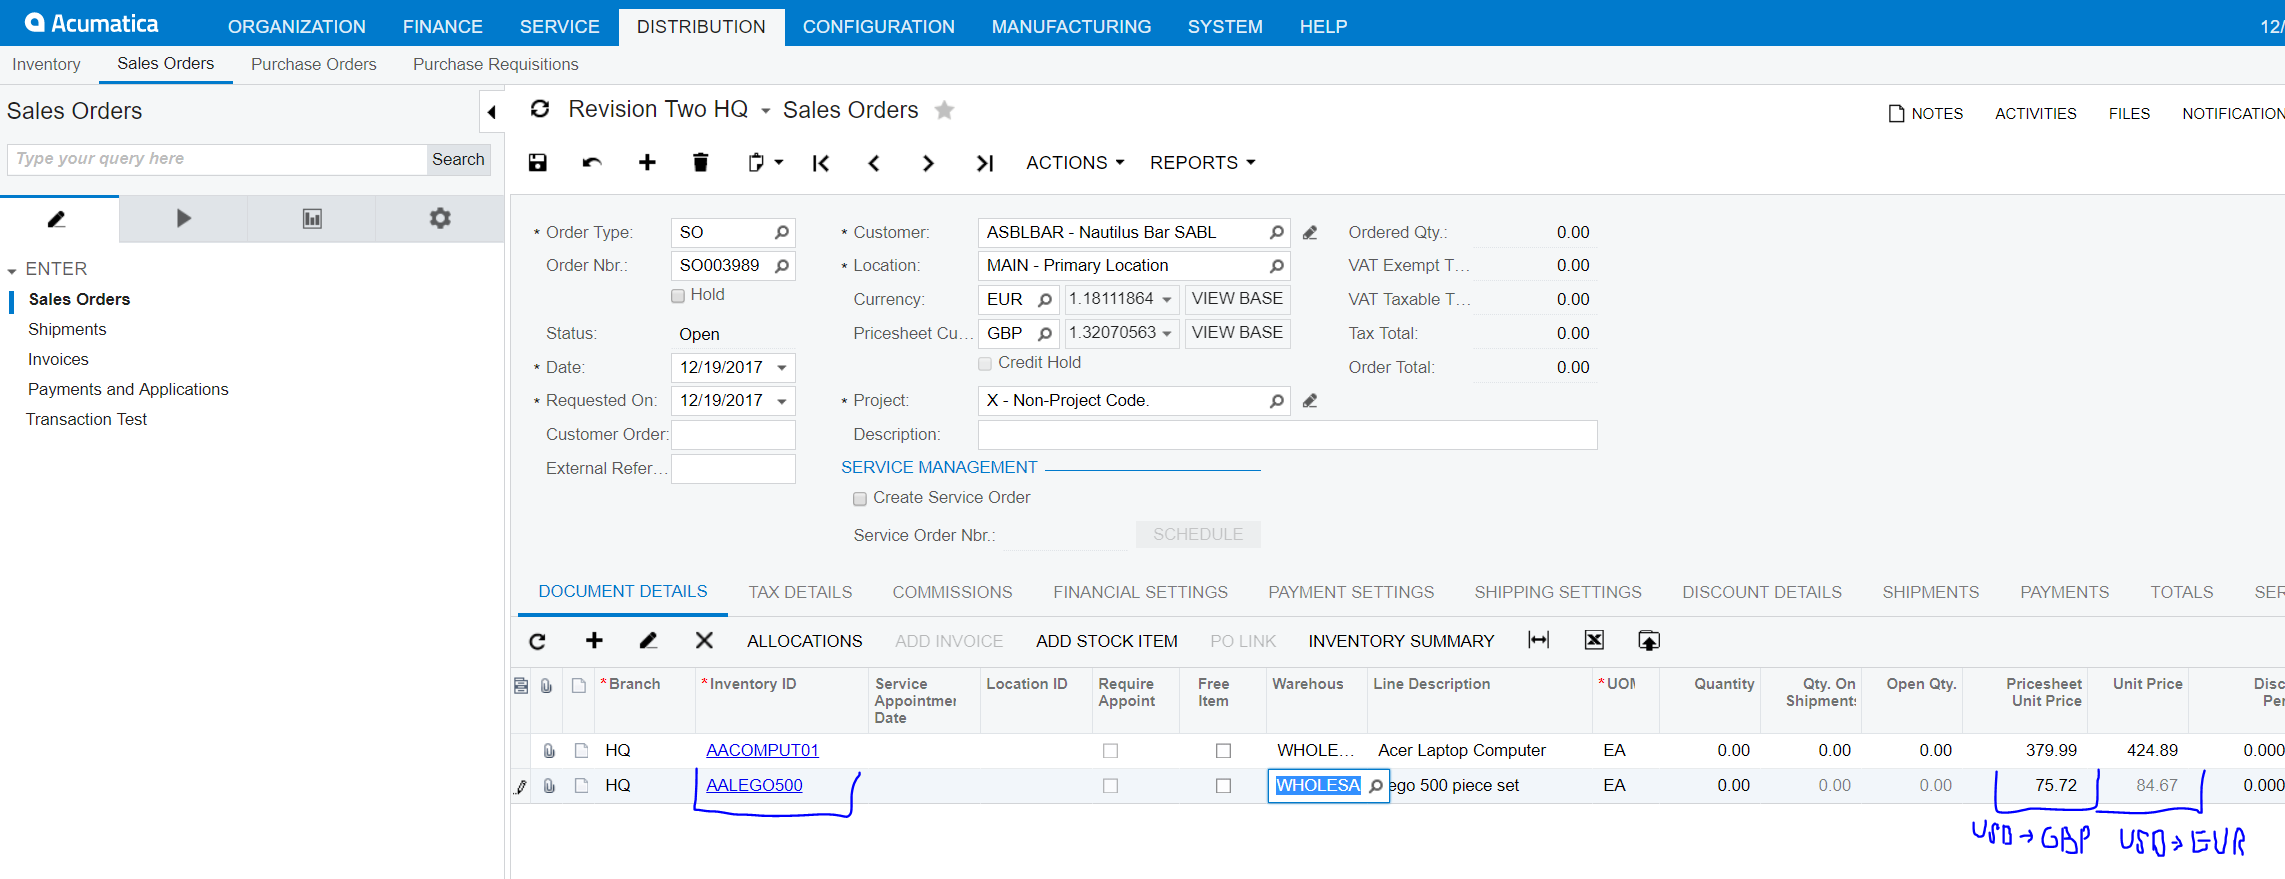 Acumatica ORGANIZATION FINANCE SERVICE DISTRIBUTION CONFIGURATION MANUFACTURING SYSTEM HELP 12/
Inventory Sales Orders Purchase Orders Purchase Requisitions
Sales Orders
Type your query here Search
ENTER
Sales Orders
Shipments
Invoices
Payments and Applications
Transaction Test
Revision Two HQ Sales Orders
NOTES ACTIVITIES FILES NOTIFICATION
ACTIONS REPORTS
* Order Type: SO * Customer: ASBLBAR - Nautilus Bar SABL Ordered Qty.: 0.00
Order Nbr.: SO003989 * Location: MAIN - Primary Location VAT Exempt T... 0.00
Hold Currency: EUR 1.18111864 VIEW BASE VAT Taxable T... 0.00
Status: Open Pricesheet Cu... GBP 1.32070563 VIEW BASE Tax Total: 0.00
* Date: 12/19/2017 Credit Hold Order Total: 0.00
* Requested On: 12/19/2017 * Project: X - Non-Project Code.
Customer Order: Description:
External Refer... SERVICE MANAGEMENT
Create Service Order
Service Order Nbr.: SCHEDULE
DOCUMENT DETAILS TAX DETAILS COMMISSIONS FINANCIAL SETTINGS PAYMENT SETTINGS SHIPPING SETTINGS DISCOUNT DETAILS SHIPMENTS PAYMENTS TOTALS SER
ALLOCATIONS ADD INVOICE ADD STOCK ITEM PO LINK INVENTORY SUMMARY
*Branch *Inventory ID Service Location ID Require Free Warehous Line Description *UOM Quantity Qty. On Open Qty. Pricesheet Unit Price Disc
Appointmer Appoint Item Shipments Unit Price Per
Date
HQ AACOMPUT01 WHOLE... Acer Laptop Computer EA 0.00 0.00 0.00 379.99 424.89 0.000
HQ AALEGO500 WHOLESA ego 500 piece set EA 0.00 0.00 0.00 75.72 84.67 0.000
USD→GBP USD→EUR